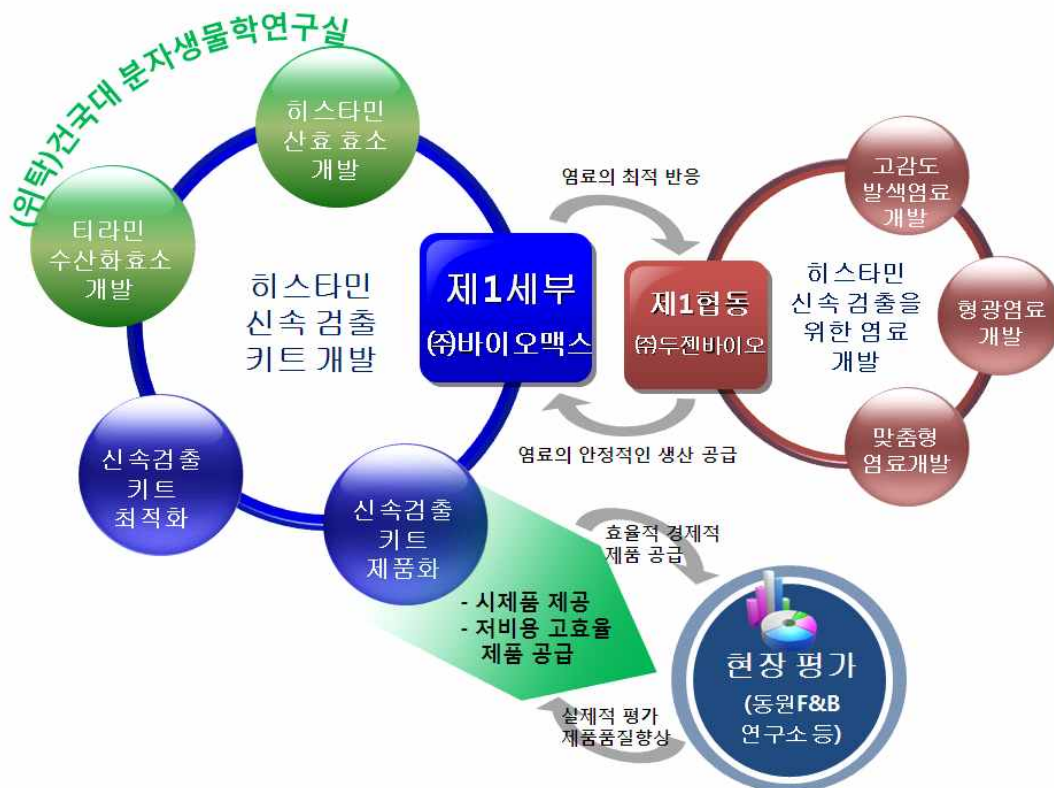 (위탁)건국대 분자생물학연구실
히스타민
산효 효소
개발
티라민
수산화효소
개발
히스타민
신속 검출
키트 개발
신속검출
키트
최적화
신속검출
키트
제품화
제1세부
㈜바이오맥스
염료의 최적 반응
염료의 안정적인 생산 공급
제1협동
㈜두젠바이오
히스타민
신속 검출을
위한 염료
개발
고감도
발색염료
개발
형광염료
개발
맞춤형
염료개발
- 시제품 제공
- 저비용 고효율
제품 공급
효율적 경제적
제품 공급
실제적 평가
제품품질향상
현장 평가
(동원F&B
연구소 등)